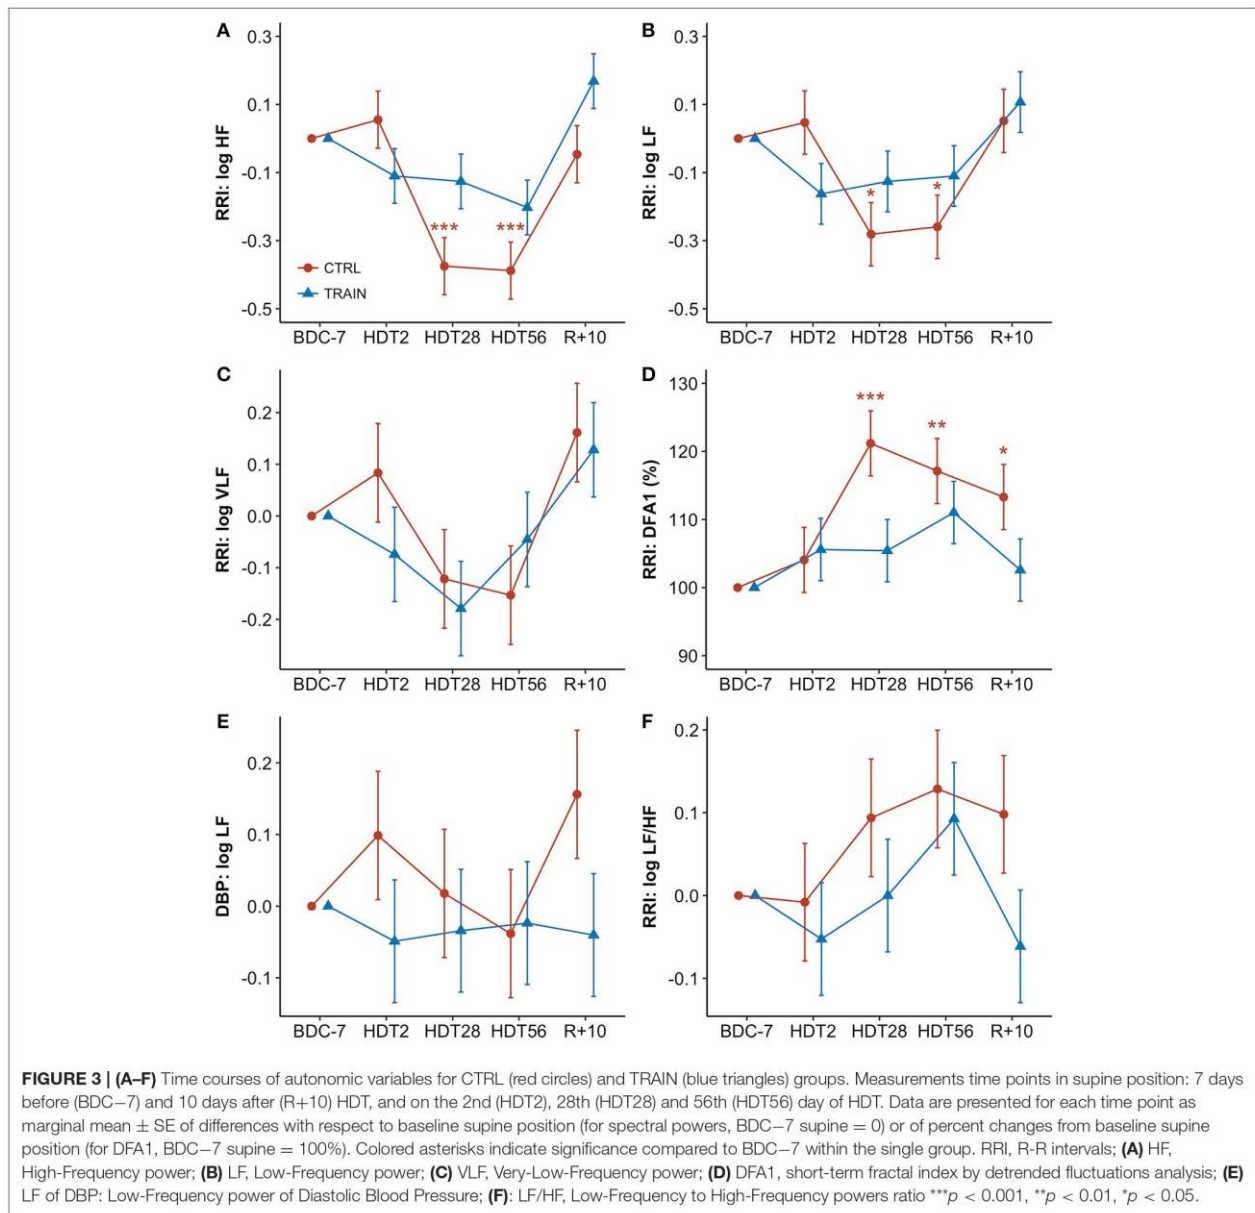 A
0.3
0.1
-0.1
-0.3
-0.5
RRI: log HF
*** ***
CTRL
TRAIN
BDC-7 HDT2 HDT28 HDT56 R+10
B
0.3
0.1
-0.1
-0.3
-0.5
RRI: log LF
* *
BDC-7 HDT2 HDT28 HDT56 R+10
C
0.2
0.1
0.0
-0.1
-0.2
RRI: log VLF
BDC-7 HDT2 HDT28 HDT56 R+10
D
130
120
110
100
90
RRI: DFA1 (%)
*** ** *
BDC-7 HDT2 HDT28 HDT56 R+10
E
0.2
0.1
0.0
-0.1
DBP: log LF
BDC-7 HDT2 HDT28 HDT56 R+10
F
0.2
0.1
0.0
-0.1
RRI: log LF/HF
BDC-7 HDT2 HDT28 HDT56 R+10
FIGURE 3 | (A–F) Time courses of autonomic variables for CTRL (red circles) and TRAIN (blue triangles) groups. Measurements time points in supine position: 7 days
before (BDC−7) and 10 days after (R+10) HDT, and on the 2nd (HDT2), 28th (HDT28) and 56th (HDT56) day of HDT. Data are presented for each time point as
marginal mean ± SE of differences with respect to baseline supine position (for spectral powers, BDC−7 supine = 0) or of percent changes from baseline supine
position (for DFA1, BDC−7 supine = 100%). Colored asterisks indicate significance compared to BDC−7 within the single group. RRI, R-R intervals; (A) HF,
High-Frequency power; (B) LF, Low-Frequency power; (C) VLF, Very-Low-Frequency power; (D) DFA1, short-term fractal index by detrended fluctuations analysis; (E)
LF of DBP: Low-Frequency power of Diastolic Blood Pressure; (F): LF/HF, Low-Frequency to High-Frequency powers ratio ***p < 0.001, **p < 0.01, *p < 0.05.